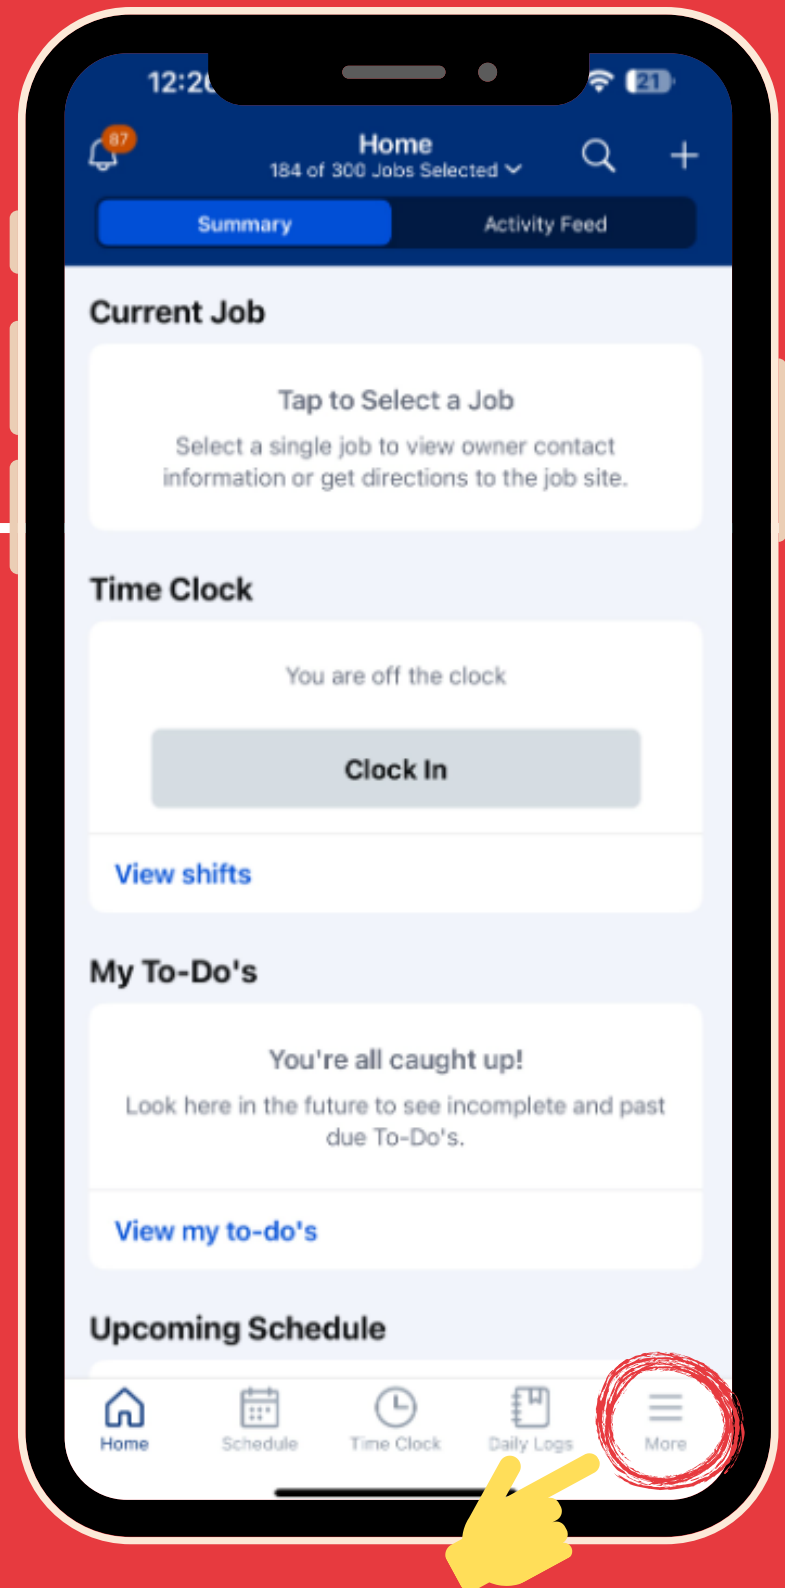 12:26
21
87
Home
184 of 300 Jobs Selected
Summary
Activity Feed
Current Job
Tap to Select a Job
Select a single job to view owner contact
information or get directions to the job site.
Time Clock
You are off the clock
Clock In
View shifts
My To-Do's
You're all caught up!
Look here in the future to see incomplete and past
due To-Do's.
View my to-do's
Upcoming Schedule
Home
Schedule
Time Clock
Daily Logs
More